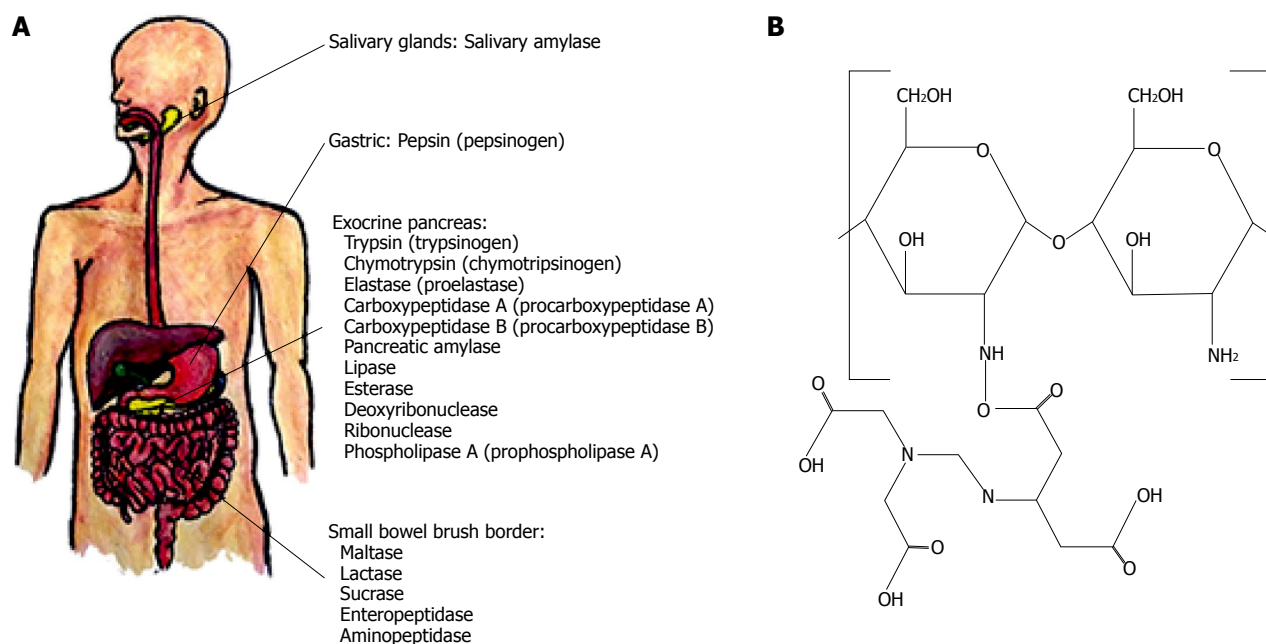 A
Salivary glands: Salivary amylase
Gastric: Pepsin (pepsinogen)
Exocrine pancreas:
Trypsin (trypsinogen)
Chymotrypsin (chymotripsinogen)
Elastase (proelastase)
Carboxypeptidase A (procarboxypeptidase A)
Carboxypeptidase B (procarboxypeptidase B)
Pancreatic amylase
Lipase
Esterase
Deoxyribonuclease
Ribonuclease
Phospholipase A (prophospholipase A)
Small bowel brush border:
Maltase
Lactase
Sucrase
Enteropeptidase
Aminopeptidase
B
CH₂OH
CH₂OH
O
O
OH
O
OH
NH
NH₂
O
O
O
OH
N
N
OH
O
O
OH